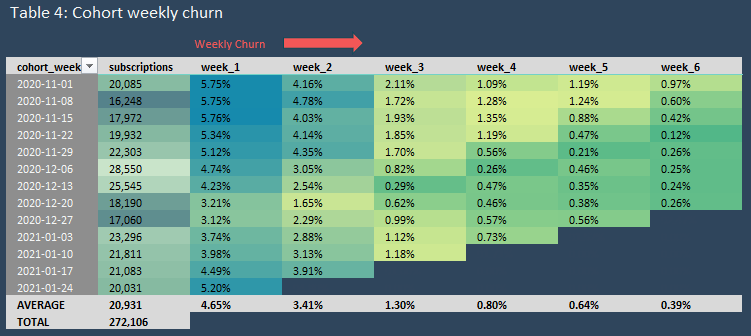 Table 4: Cohort weekly churn
Weekly Churn
cohort_week subscriptions week_1 week_2 week_3 week_4 week_5 week_6
2020-11-01 20,085 5.75% 4.16% 2.11% 1.09% 1.19% 0.97%
2020-11-08 16,248 5.75% 4.78% 1.72% 1.28% 1.24% 0.60%
2020-11-15 17,972 5.76% 4.03% 1.93% 1.35% 0.88% 0.42%
2020-11-22 19,932 5.34% 4.14% 1.85% 1.19% 0.47% 0.12%
2020-11-29 22,303 5.12% 4.35% 1.70% 0.56% 0.21% 0.26%
2020-12-06 28,550 4.74% 3.05% 0.82% 0.26% 0.46% 0.25%
2020-12-13 25,545 4.23% 2.54% 0.29% 0.47% 0.35% 0.24%
2020-12-20 18,190 3.21% 1.65% 0.62% 0.46% 0.38% 0.26%
2020-12-27 17,060 3.12% 2.29% 0.99% 0.57% 0.56%
2021-01-03 23,296 3.74% 2.88% 1.12% 0.73%
2021-01-10 21,811 3.98% 3.13% 1.18%
2021-01-17 21,083 4.49% 3.91%
2021-01-24 20,031 5.20%
AVERAGE 20,931 4.65% 3.41% 1.30% 0.80% 0.64% 0.39%
TOTAL 272,106